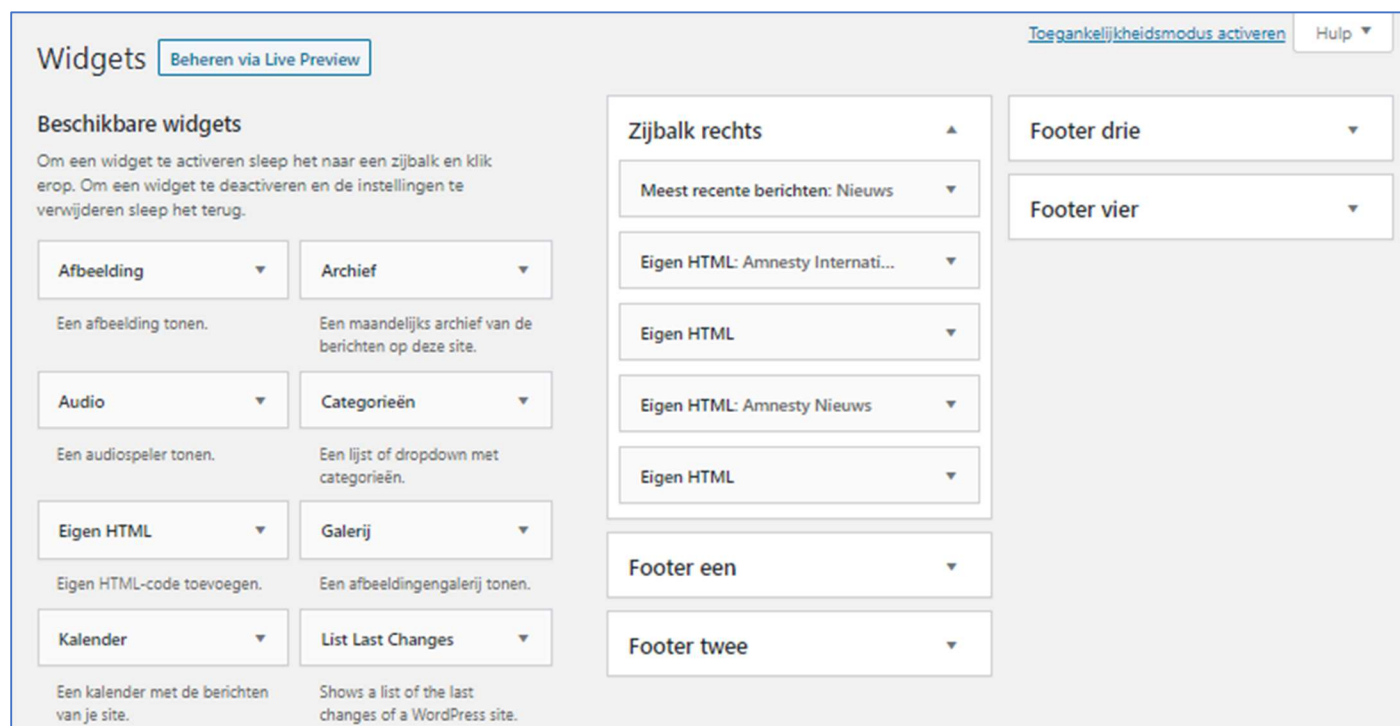 Toegankelijkheidsmodus activeren
Hulp
Widgets
Beheren via Live Preview
Beschikbare widgets
Om een widget te activeren sleep het naar een zijbalk en klik
erop. Om een widget te deactiveren en de instellingen te
verwijderen sleep het terug.
Afbeelding
Een afbeelding tonen.
Archief
Een maandelijks archief van de
berichten op deze site.
Audio
Een audiospeler tonen.
Categorieën
Een lijst of dropdown met
categorieën.
Eigen HTML
Eigen HTML-code toevoegen.
Galerij
Een afbeeldingengalerij tonen.
Kalender
Een kalender met de berichten
van je site.
List Last Changes
Shows a list of the last
changes of a WordPress site.
Zijbalk rechts
Meest recente berichten: Nieuws
Eigen HTML: Amnesty Internati...
Eigen HTML
Eigen HTML: Amnesty Nieuws
Eigen HTML
Footer een
Footer twee
Footer drie
Footer vier